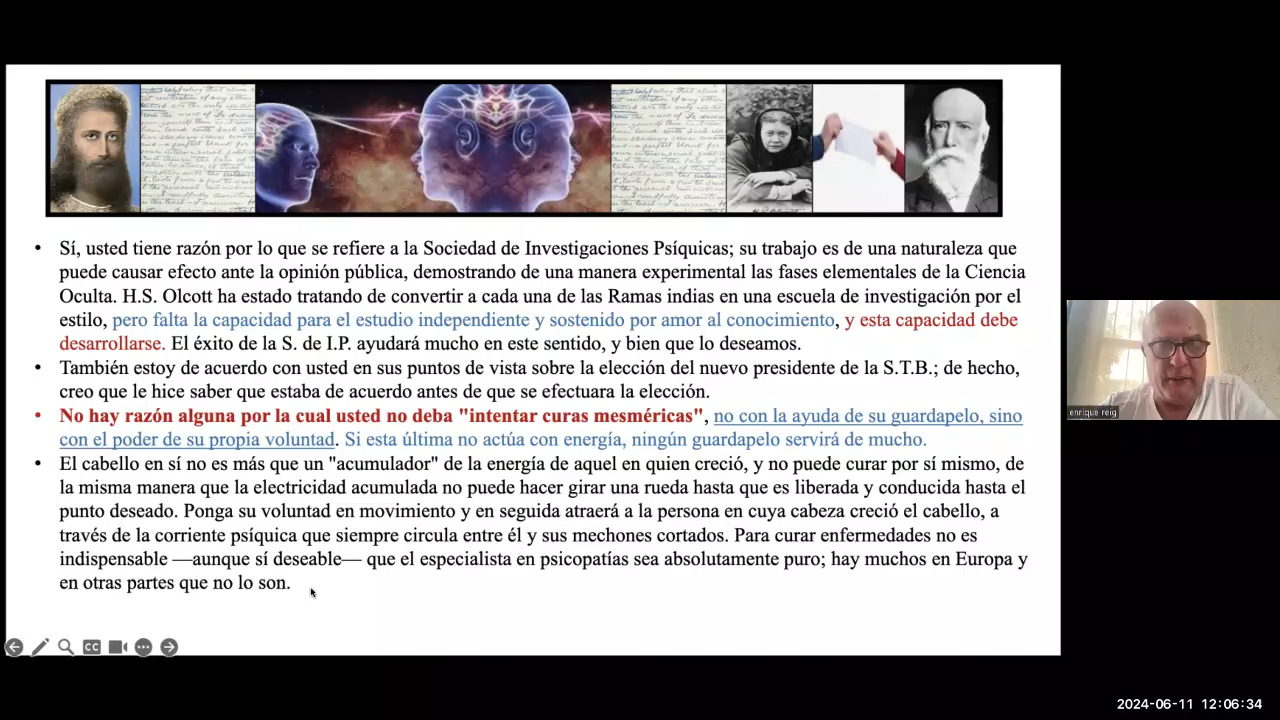 • Sí, usted tiene razón por lo que se refiere a la Sociedad de Investigaciones Psíquicas; su trabajo es de una naturaleza que
puede causar efecto ante la opinión pública, demostrando de una manera experimental las fases elementales de la Ciencia
Oculta. H.S. Olcott ha estado tratando de convertir a cada una de las Ramas indias en una escuela de investigación por el
estilo, pero falta la capacidad para el estudio independiente y sostenido por amor al conocimiento, y esta capacidad debe
desarrollarse. El éxito de la S. de I.P. ayudará mucho en este sentido, y bien que lo deseamos.
• También estoy de acuerdo con usted en sus puntos de vista sobre la elección del nuevo presidente de la S.T.B.; de hecho,
creo que le hice saber que estaba de acuerdo antes de que se efectuara la elección.
• No hay razón alguna por la cual usted no deba "intentar curas mesméricas", no con la ayuda de su guardapelo, sino
con el poder de su propia voluntad. Si esta última no actúa con energía, ningún guardapelo servirá de mucho.
• El cabello en sí no es más que un "acumulador" de la energía de aquel en quien creció, y no puede curar por sí mismo, de
la misma manera que la electricidad acumulada no puede hacer girar una rueda hasta que es liberada y conducida hasta el
punto deseado. Ponga su voluntad en movimiento y en seguida atraerá a la persona en cuya cabeza creció el cabello, a
través de la corriente psíquica que siempre circula entre él y sus mechones cortados. Para curar enfermedades no es
indispensable —aunque sí deseable— que el especialista en psicopatías sea absolutamente puro; hay muchos en Europa y
en otras partes que no lo son.
CC
enrique reig
2024-06-11 12:06:34